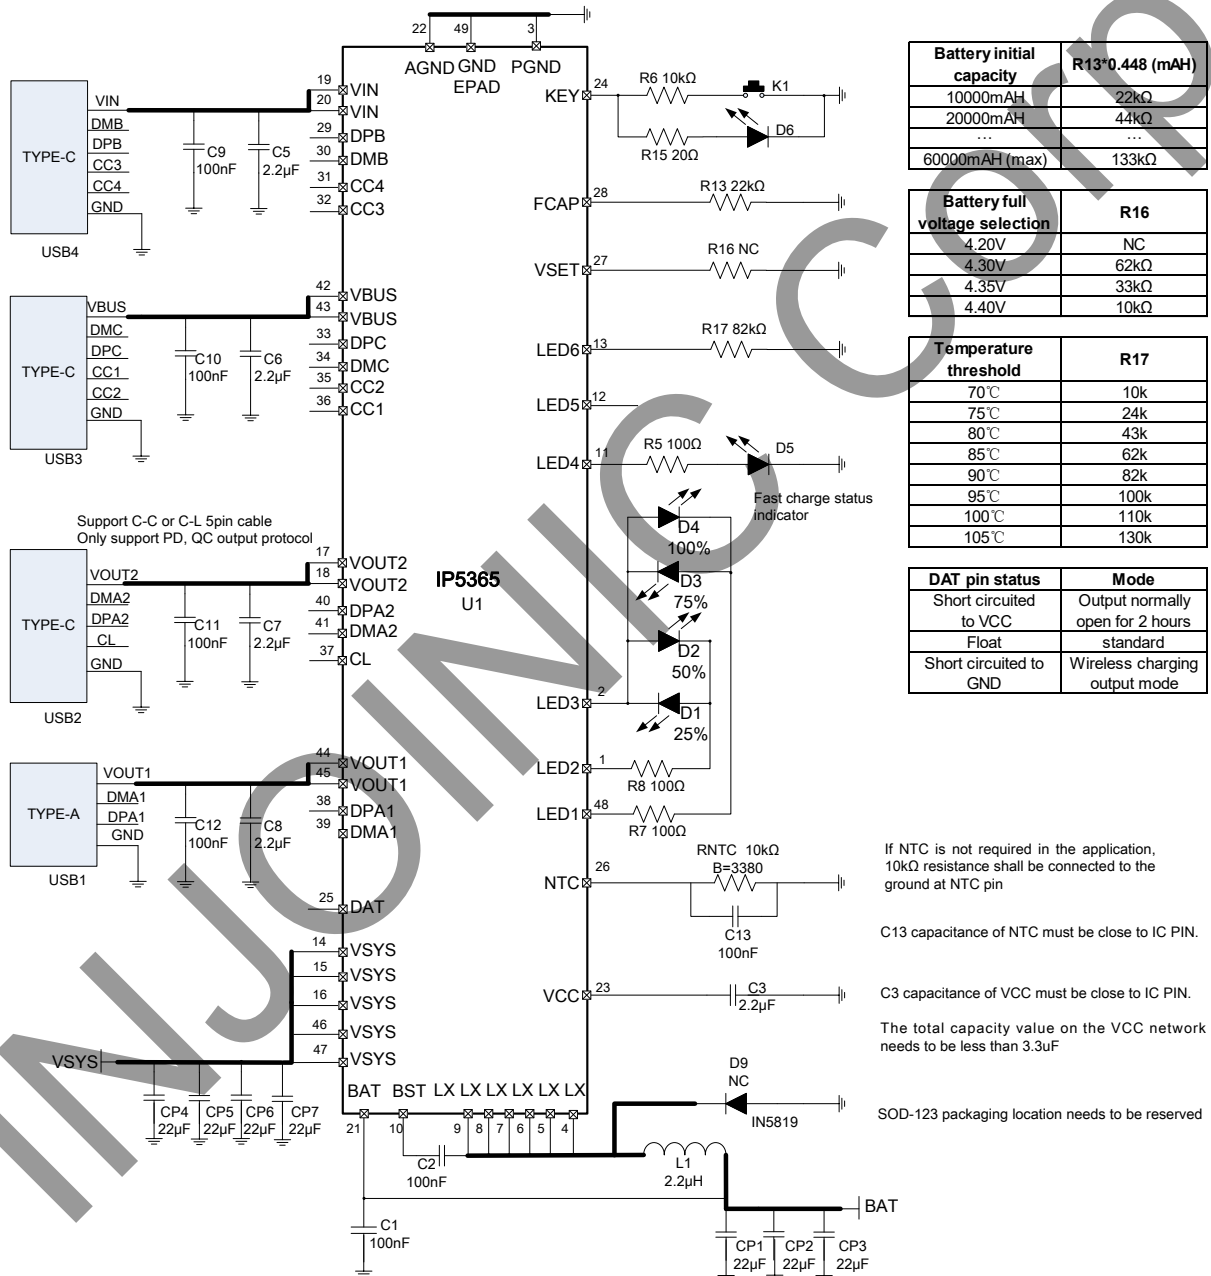 22
49
3
AGND GND PGND
EPAD
19
VIN
20
VIN
29
DPB
30
DMB
31
CC4
32
CC3
VIN
DMB
DPB
CC3
CC4
GND
TYPE-C
USB4
C9
100nF
C5
2.2μF
42
VBUS
43
VBUS
33
DPC
34
DMC
35
CC2
36
CC1
VBUS
DMC
DPC
CC1
CC2
GND
TYPE-C
USB3
C10
100nF
C6
2.2μF
Support C-C or C-L 5pin cable
Only support PD, QC output protocol
17
VOUT2
18
VOUT2
40
DPA2
41
DMA2
37
CL
VOUT2
DMA2
DPA2
CL
GND
TYPE-C
USB2
C11
100nF
C7
2.2μF
44
VOUT1
45
VOUT1
38
DPA1
39
DMA1
VOUT1
DMA1
DPA1
GND
TYPE-A
USB1
C12
100nF
C8
2.2μF
25
DAT
14
VSYS
15
VSYS
16
VSYS
46
VSYS
47
VSYS
VSYS
CP4
22μF
CP5
22μF
CP6
22μF
CP7
22μF
IP5365
U1
BAT BST LX LX LX LX LX LX
21
10
9
8
7
6
5
4
C2
100nF
C1
100nF
L1
2.2μH
D9
NC
IN5819
BAT
CP1
22μF
CP2
22μF
CP3
22μF
KEY
24
R6 10kΩ
K1
R15 20Ω
D6
FCAP
28
R13 22kΩ
VSET
27
R16 NC
LED6
13
R17 82kΩ
LED5
12
LED4
11
R5 100Ω
D5
Fast charge status
indicator
D4
100%
D3
75%
D2
50%
LED3
2
D1
25%
LED2
1
R8 100Ω
LED1
48
R7 100Ω
NTC
26
RNTC 10kΩ
B=3380
C13
100nF
VCC
23
C3
2.2μF
Battery initial capacity R13*0.448 (mAH)
10000mAH 22kΩ
20000mAH 44kΩ
... ...
60000mAH (max) 133kΩ
Battery full voltage selection R16
4.20V NC
4.30V 62kΩ
4.35V 33kΩ
4.40V 10kΩ
Temperature threshold R17
70℃ 10k
75℃ 24k
80℃ 43k
85℃ 62k
90℃ 82k
95℃ 100k
100℃ 110k
105℃ 130k
DAT pin status Mode
Short circuited to VCC Output normally open for 2 hours
Float standard
Short circuited to GND Wireless charging output mode
If NTC is not required in the application,
10kΩ resistance shall be connected to the
ground at NTC pin
C13 capacitance of NTC must be close to IC PIN.
C3 capacitance of VCC must be close to IC PIN.
The total capacity value on the VCC network
needs to be less than 3.3uF
SOD-123 packaging location needs to be reserved
INJOINIC Corp